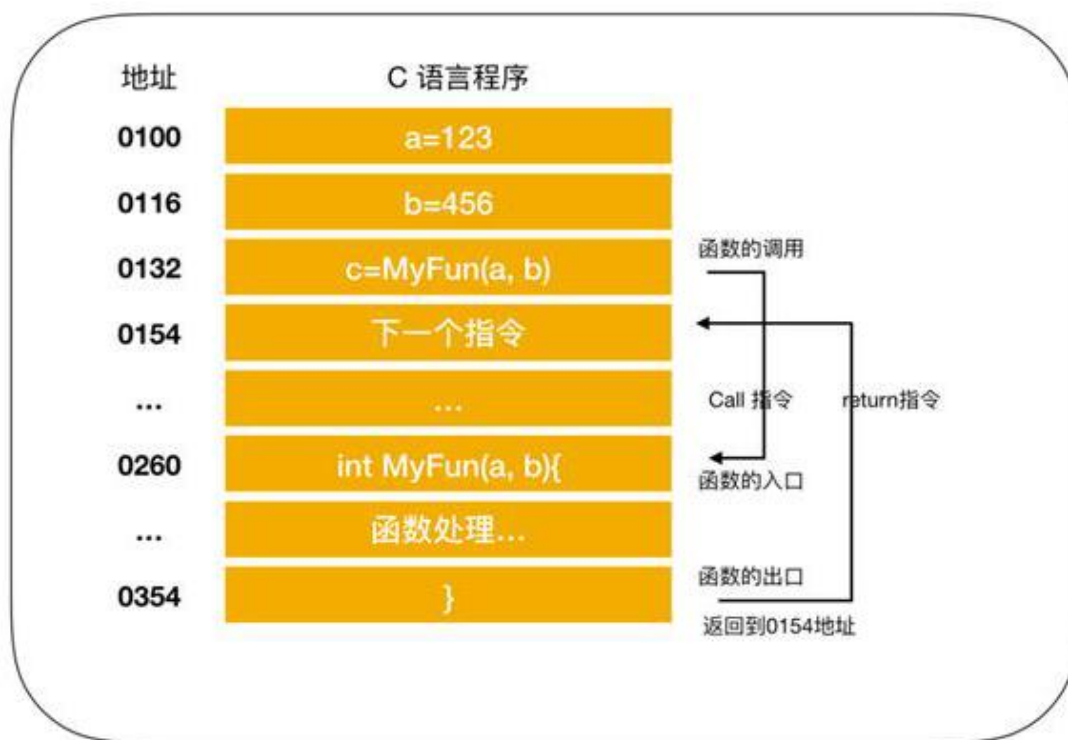 地址 C 语言程序
0100 a=123
0116 b=456
函数的调用
0132 c=MyFun(a, b)
0154 下一个指令
... ...
Call 指令 return指令
0260 int MyFun(a, b){
函数的入口
... 函数处理...
函数的出口
0354 }
返回到0154地址